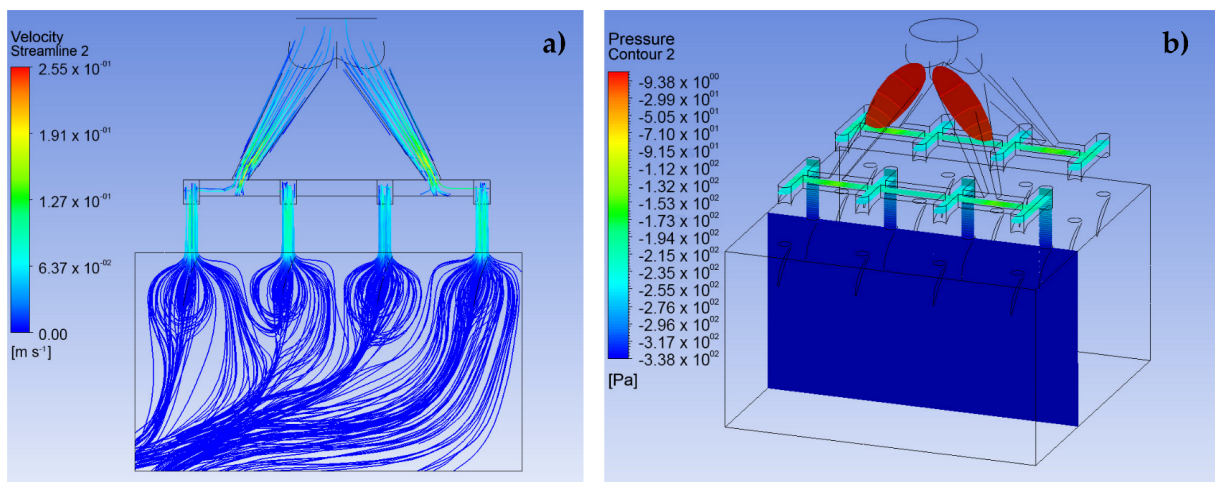 Velocity
Streamline 2
2.55 x 10⁻⁰¹
1.91 x 10⁻⁰¹
1.27 x 10⁻⁰¹
6.37 x 10⁻⁰²
0.00
[m s⁻¹]
a)
Pressure
Contour 2
-9.38 x 10⁰⁰
-2.99 x 10⁰¹
-5.05 x 10⁰¹
-7.10 x 10⁰¹
-9.15 x 10⁰¹
-1.12 x 10⁰²
-1.32 x 10⁰²
-1.53 x 10⁰²
-1.73 x 10⁰²
-1.94 x 10⁰²
-2.14 x 10⁰²
-2.35 x 10⁰²
-2.55 x 10⁰²
-2.76 x 10⁰²
-2.96 x 10⁰²
-3.17 x 10⁰²
-3.38 x 10⁰²
[Pa]
b)